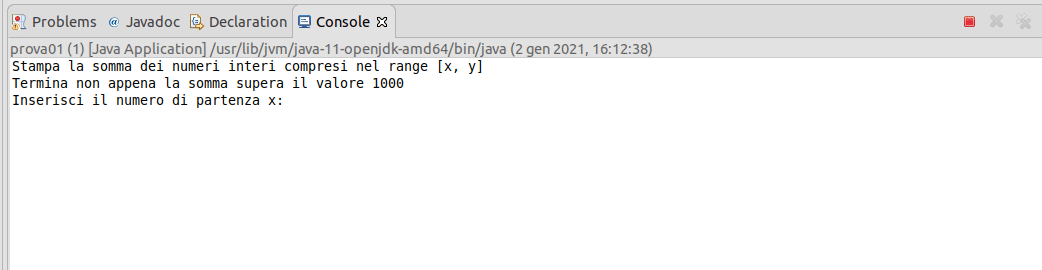 Problems @ Javadoc Declaration Console
prova01 (1) [Java Application] /usr/lib/jvm/java-11-openjdk-amd64/bin/java (2 gen 2021, 16:12:38)
Stampa la somma dei numeri interi compresi nel range [x, y]
Termina non appena la somma supera il valore 1000
Inserisci il numero di partenza x: